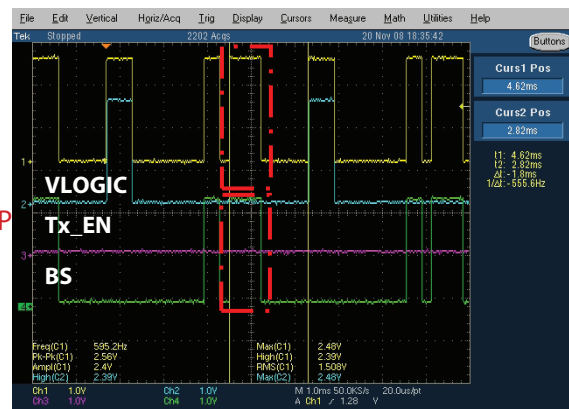 File Edit Vertical Horiz/Acq Trig Display Cursors Measure Math Utilities Help
Tek Stopped 2202 Acqs 20 Nov 08 18:35:42
Buttons
Curs1 Pos
4.62ms
Curs2 Pos
2.82ms
t1: 4.62ms
t2: 2.82ms
Δt: -1.8ms
1/Δt: -555.6Hz
1
VLOGIC
2
P
Tx_EN
3
BS
4
Freq(C1) 595.2Hz Max(C1) 2.48V
Pk-Pk(C1) 2.56V High(C1) 2.39V
Ampl(C1) 2.4V RMS(C1) 1.508V
High(C2) 2.39V Max(C2) 2.48V
Ch1 1.0V Ch2 1.0V M 1.0ms 50.0KS/s 20.0us/pt
Ch3 1.0V Ch4 1.0V A Ch1 ∕ 1.28 V